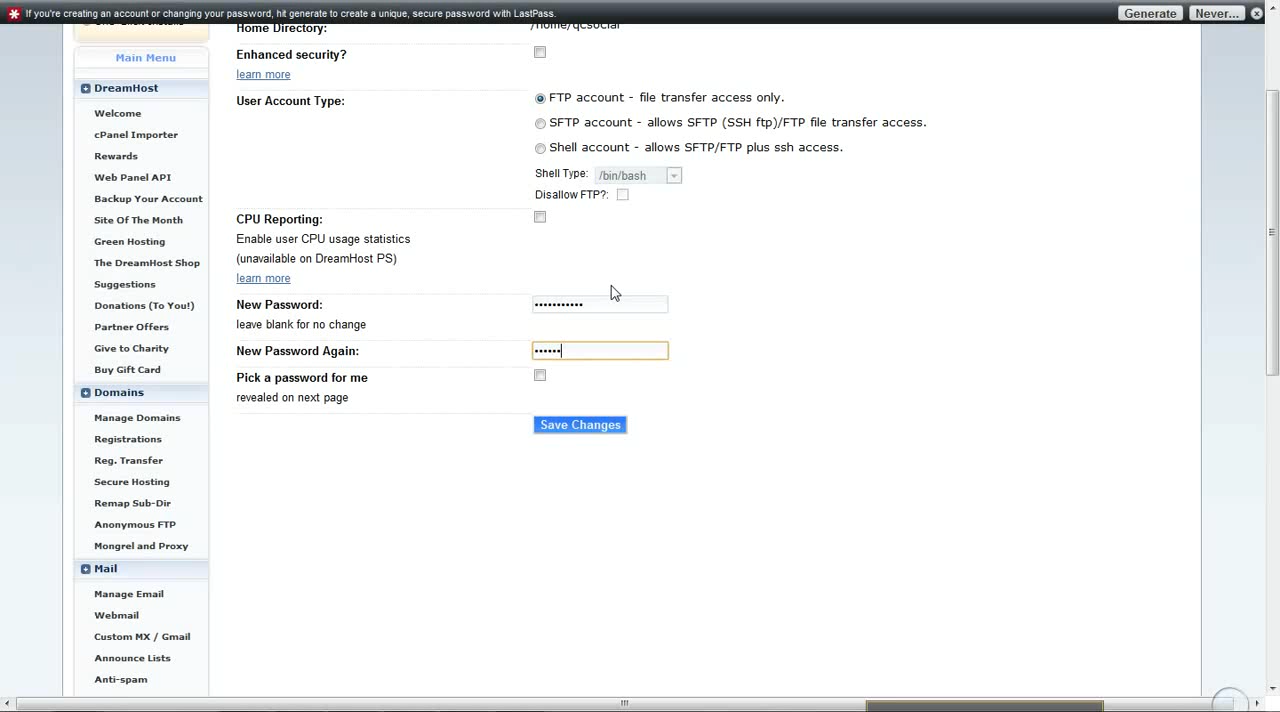 If you're creating an account or changing your password, hit generate to create a unique, secure password with LastPass.
Generate
Never...
Main Menu
DreamHost
Welcome
cPanel Importer
Rewards
Web Panel API
Backup Your Account
Site Of The Month
Green Hosting
The DreamHost Shop
Suggestions
Donations (To You!)
Partner Offers
Give to Charity
Buy Gift Card
Domains
Manage Domains
Registrations
Reg. Transfer
Secure Hosting
Remap Sub-Dir
Anonymous FTP
Mongrel and Proxy
Mail
Manage Email
Webmail
Custom MX / Gmail
Announce Lists
Anti-spam
Home Directory: /home/qcsocial
Enhanced security?
learn more
User Account Type:
FTP account - file transfer access only.
SFTP account - allows SFTP (SSH ftp)/FTP file transfer access.
Shell account - allows SFTP/FTP plus ssh access.
Shell Type: /bin/bash
Disallow FTP?:
CPU Reporting:
Enable user CPU usage statistics
(unavailable on DreamHost PS)
learn more
New Password:
leave blank for no change
New Password Again:
Pick a password for me
revealed on next page
Save Changes